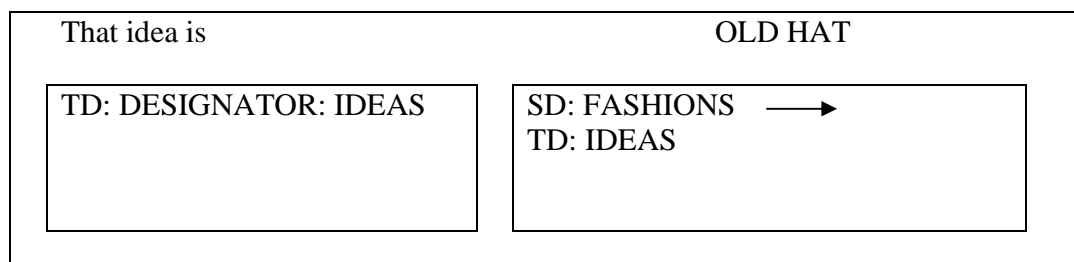 That idea is OLD HAT
TD: DESIGNATOR: IDEAS SD: FASHIONS
TD: IDEAS